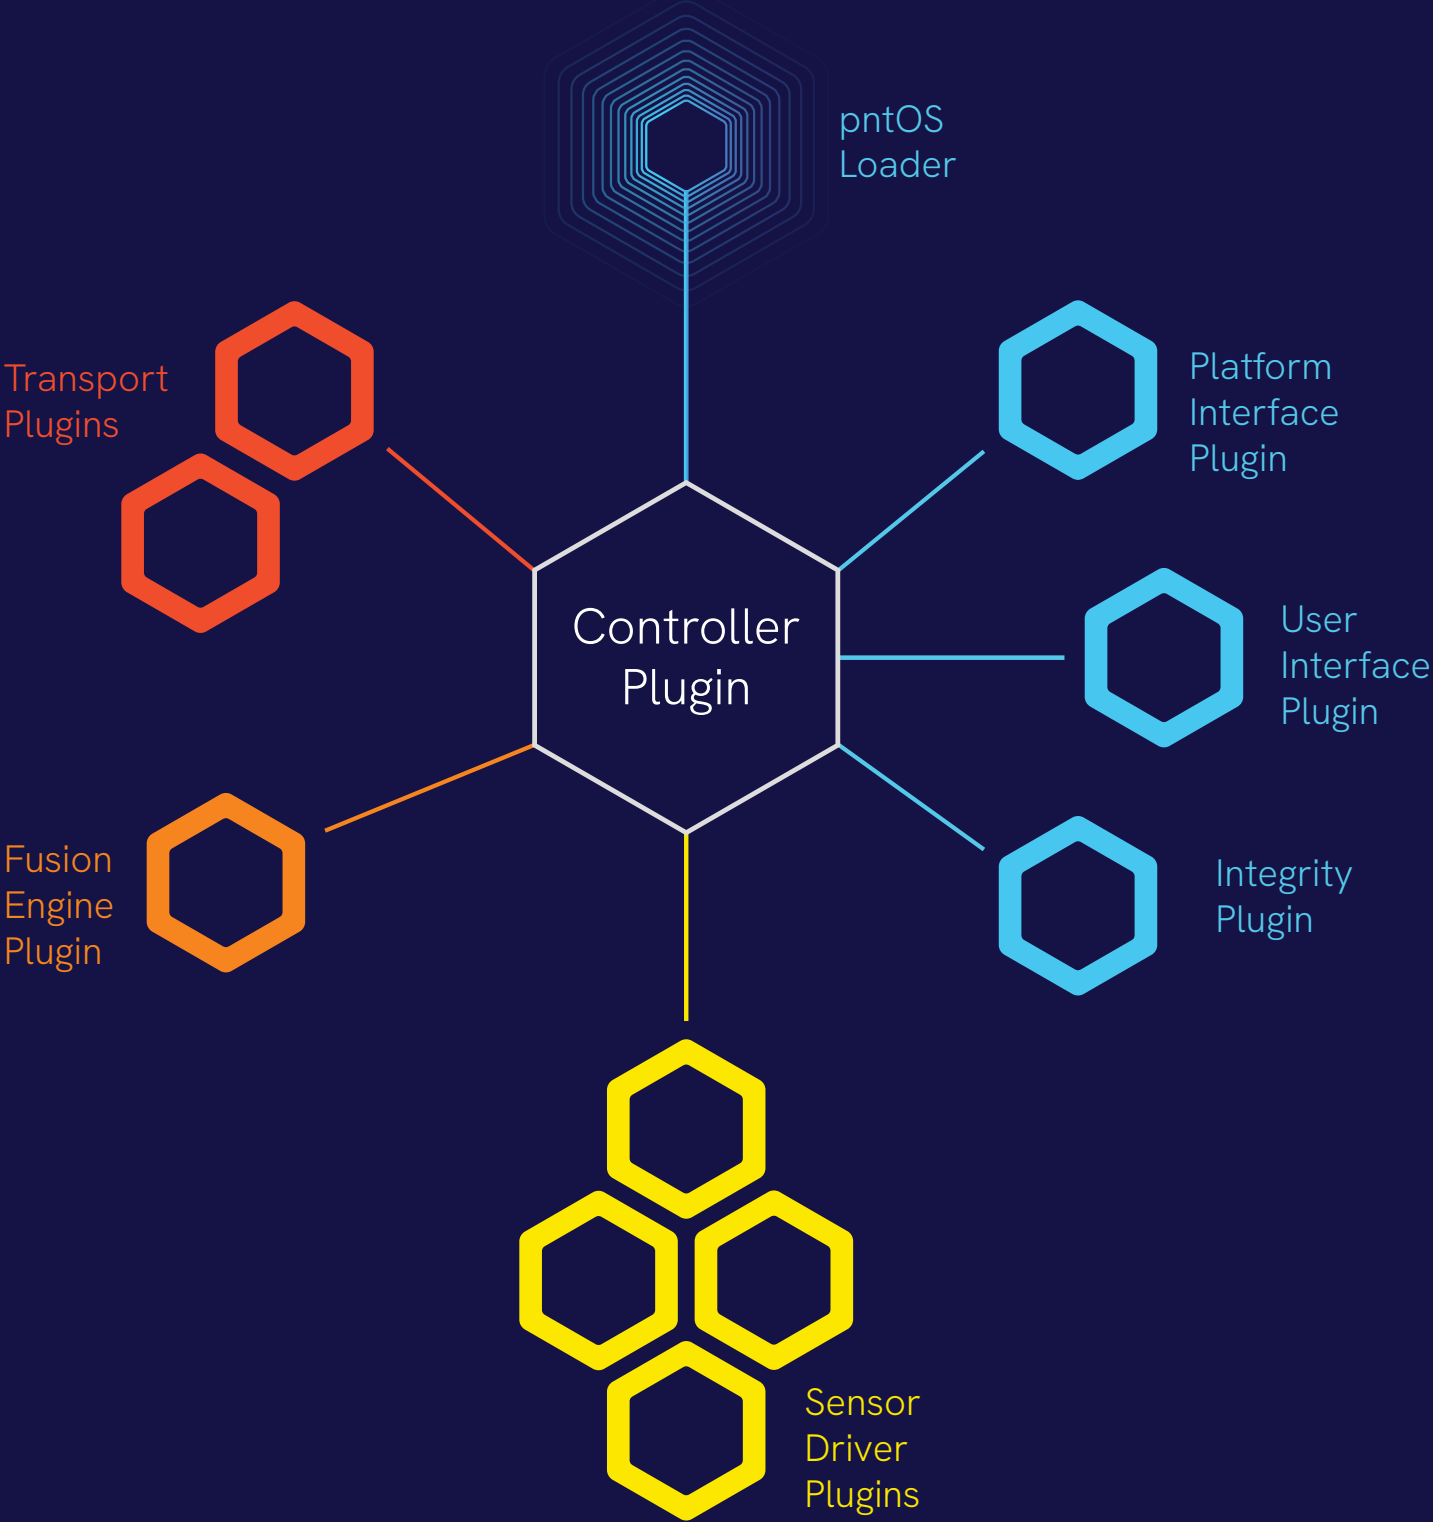 pntOS
Loader
Transport
Plugins
Platform
Interface
Plugin
Controller
Plugin
User
Interface
Plugin
Fusion
Engine
Plugin
Integrity
Plugin
Sensor
Driver
Plugins